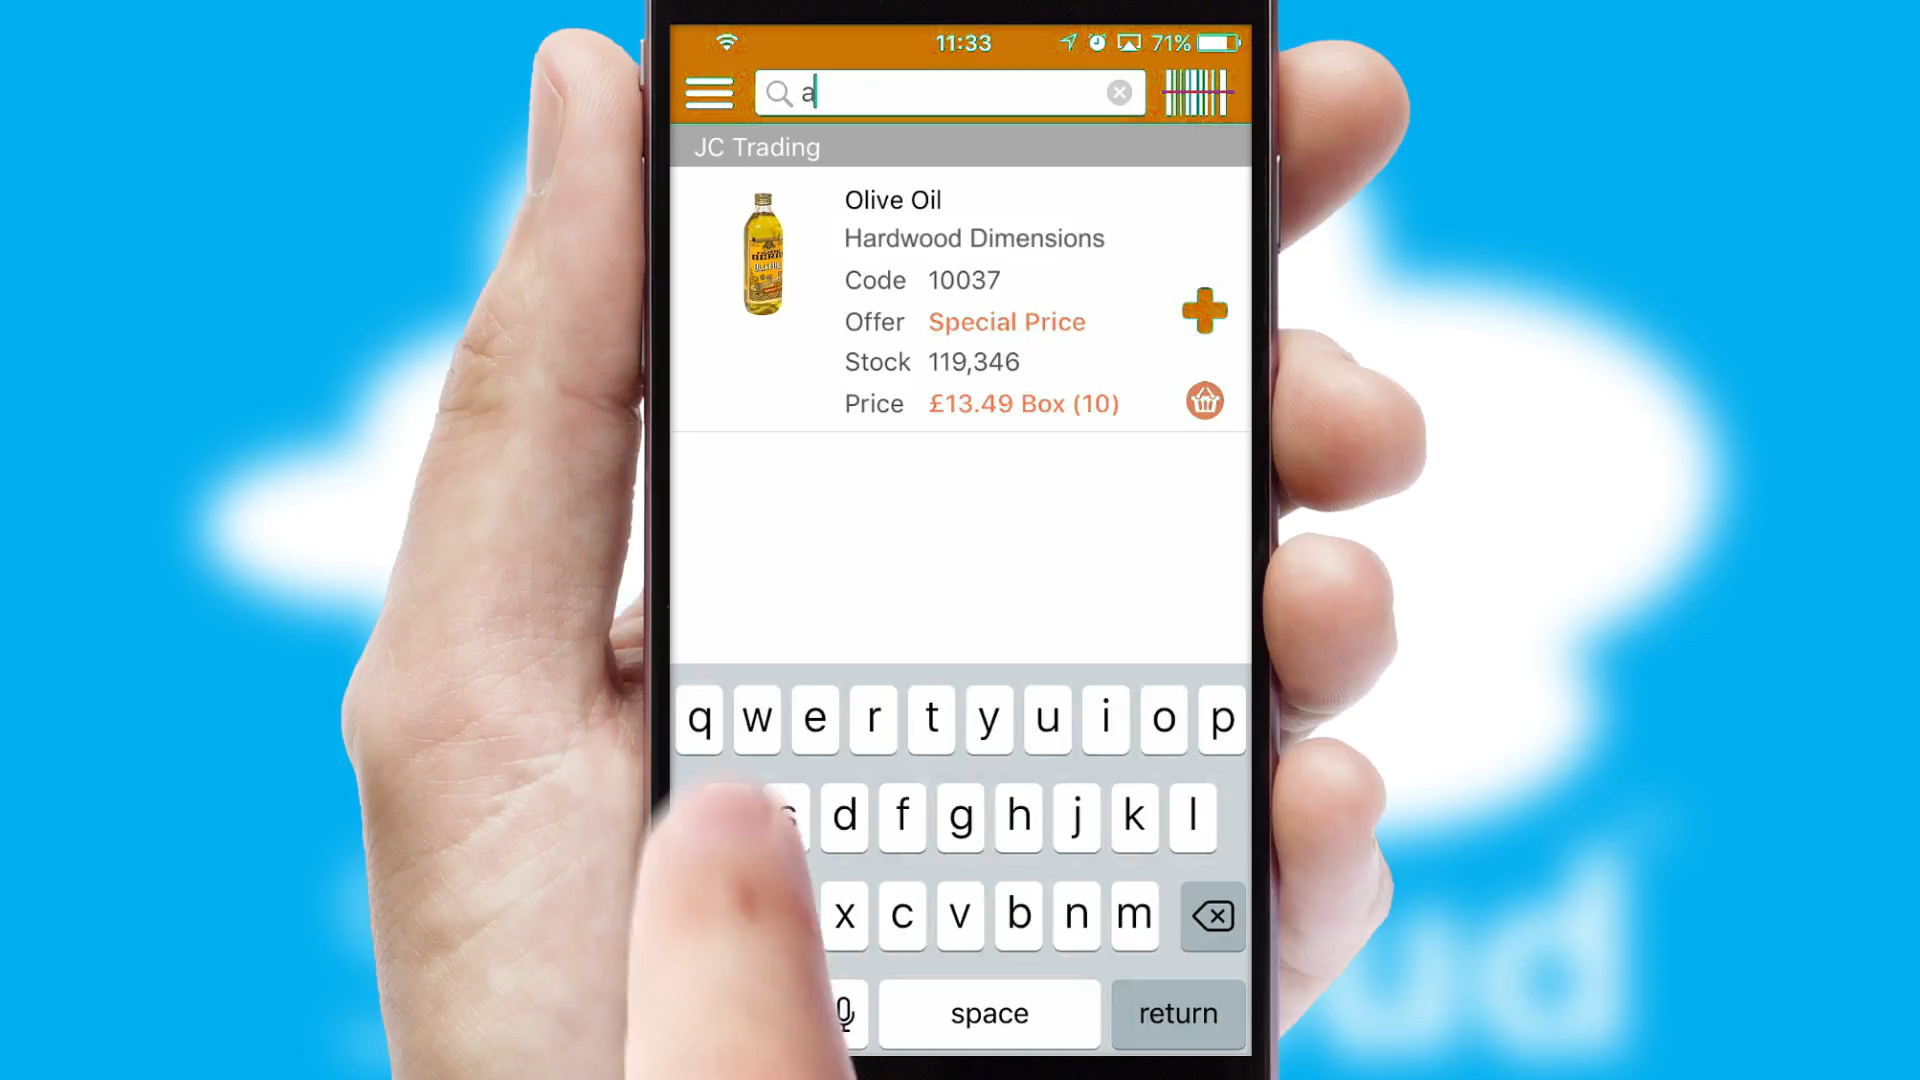 11:33
71%
a
JC Trading
Olive Oil
Hardwood Dimensions
Code 10037
Offer Special Price
Stock 119,346
Price £13.49 Box (10)
q w e r t y u i o p
s d f g h j k l
x c v b n m
space return